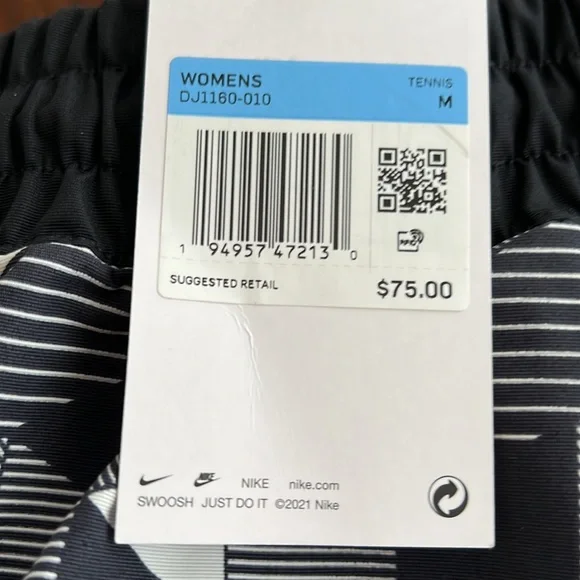 WOMENS TENNIS
DJ1160-010 M
1 94957 47213 0
SUGGESTED RETAIL $75.00
NIKE nike.com
SWOOSH JUST DO IT ©2021 Nike